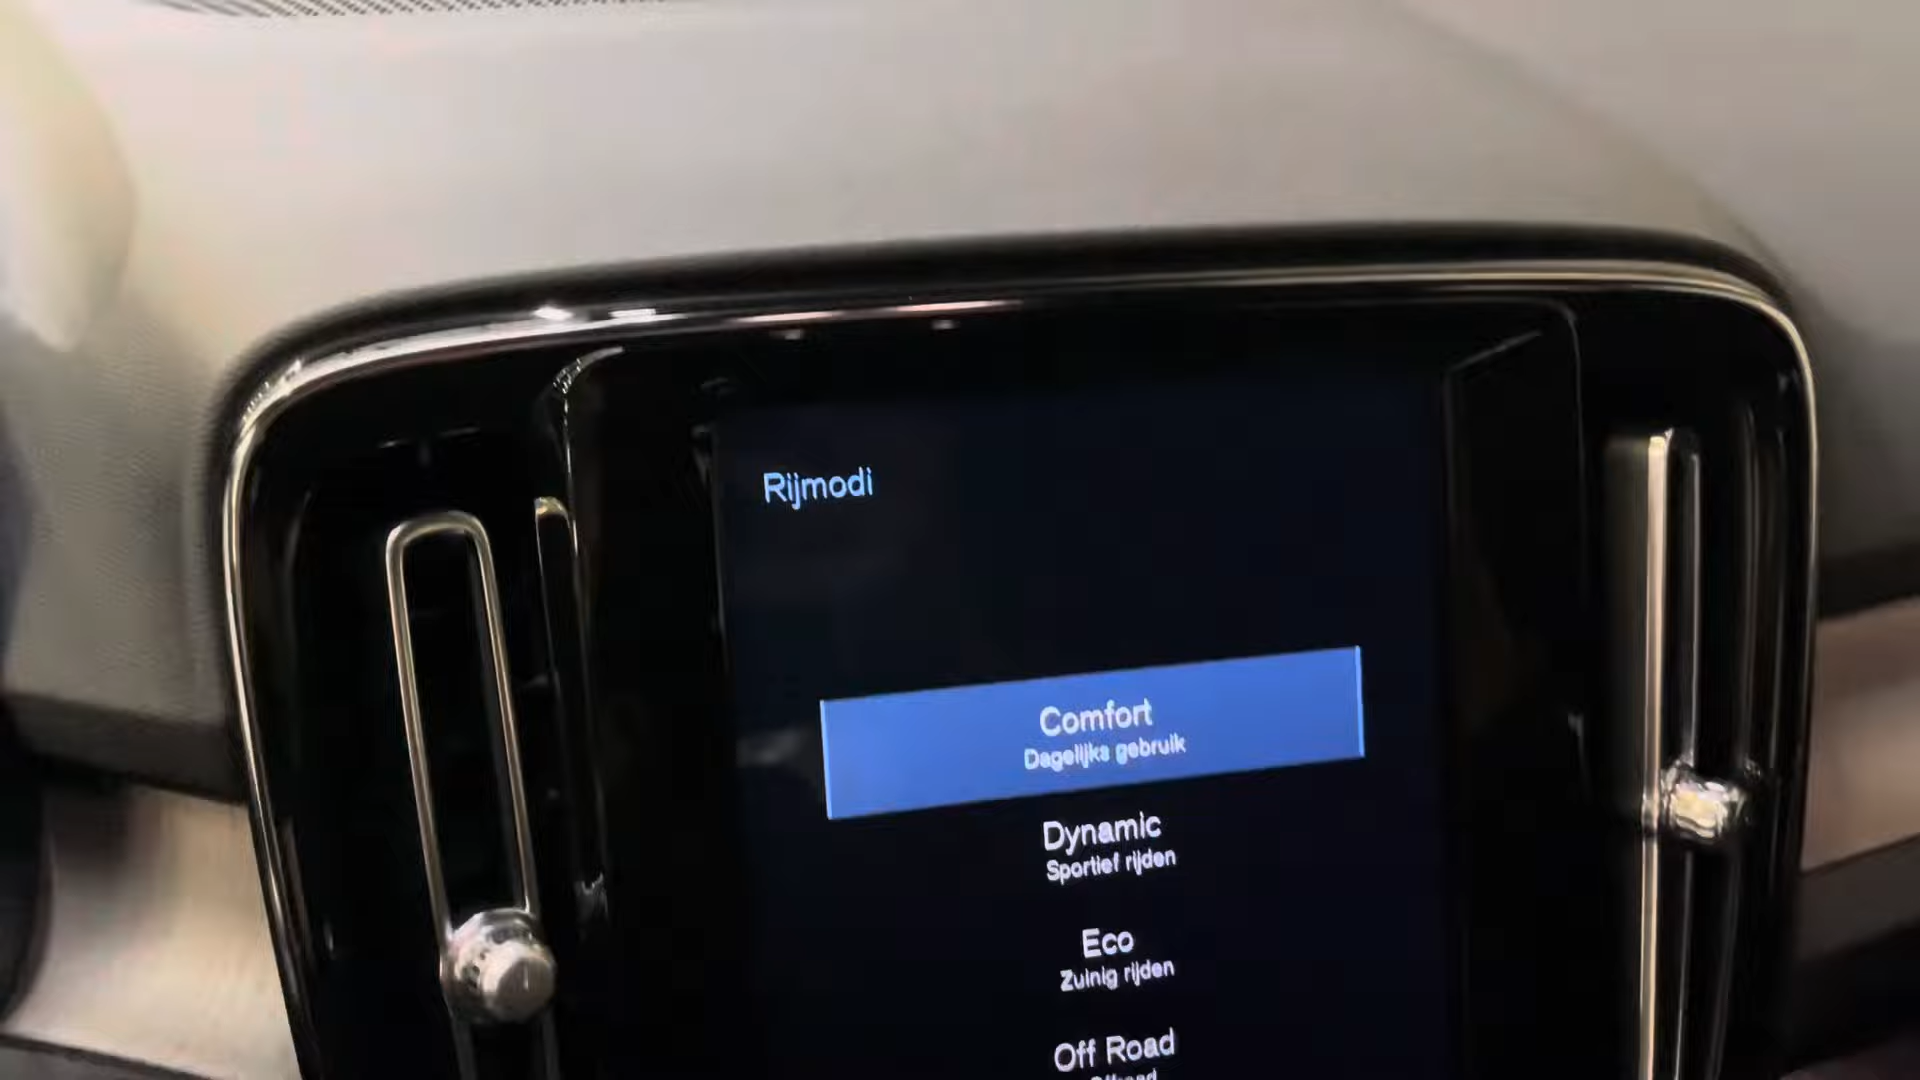 Rijmodi
Comfort
Dagelijks gebruik
Dynamic
Sportief rijden
Eco
Zuinig rijden
Off Road